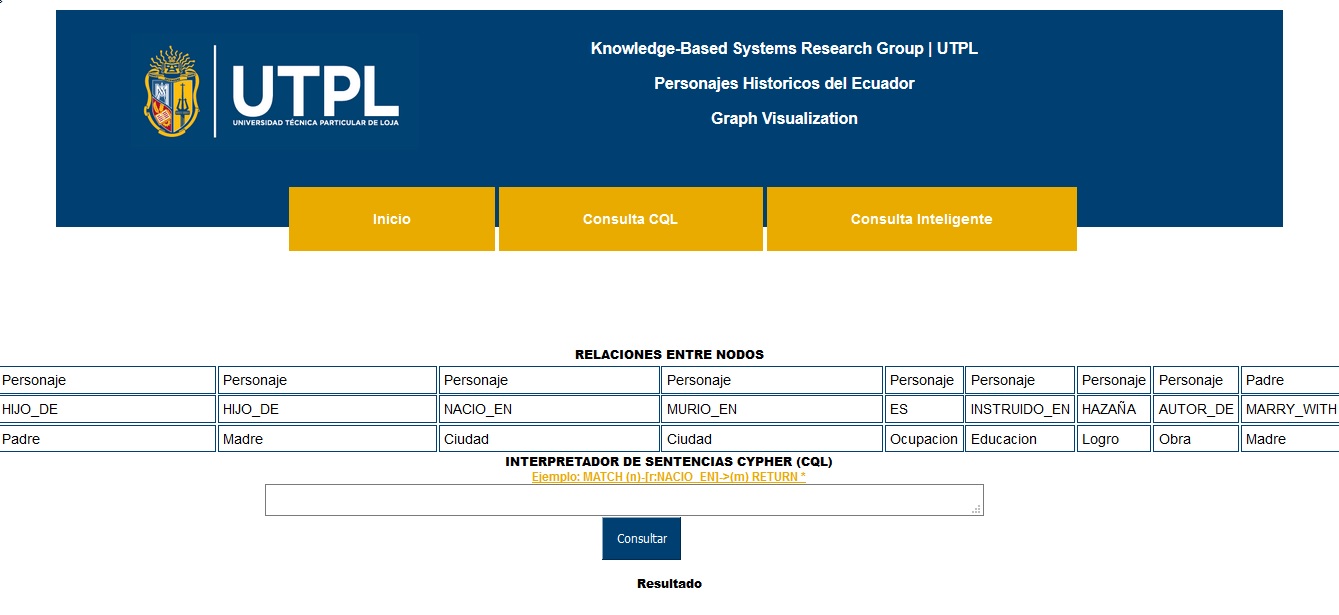 UTPL
UNIVERSIDAD TÉCNICA PARTICULAR DE LOJA
Knowledge-Based Systems Research Group | UTPL
Personajes Historicos del Ecuador
Graph Visualization
Inicio Consulta CQL Consulta Inteligente
RELACIONES ENTRE NODOS
Personaje Personaje Personaje Personaje Personaje Personaje Personaje Personaje Padre
HIJO_DE HIJO_DE NACIO_EN MURIO_EN ES INSTRUIDO_EN HAZAÑA AUTOR_DE MARRY_WITH
Padre Madre Ciudad Ciudad Ocupacion Educacion Logro Obra Madre
INTERPRETADOR DE SENTENCIAS CYPHER (CQL)
Ejemplo: MATCH (n)-[r:NACIO_EN]->(m) RETURN *
Consultar
Resultado